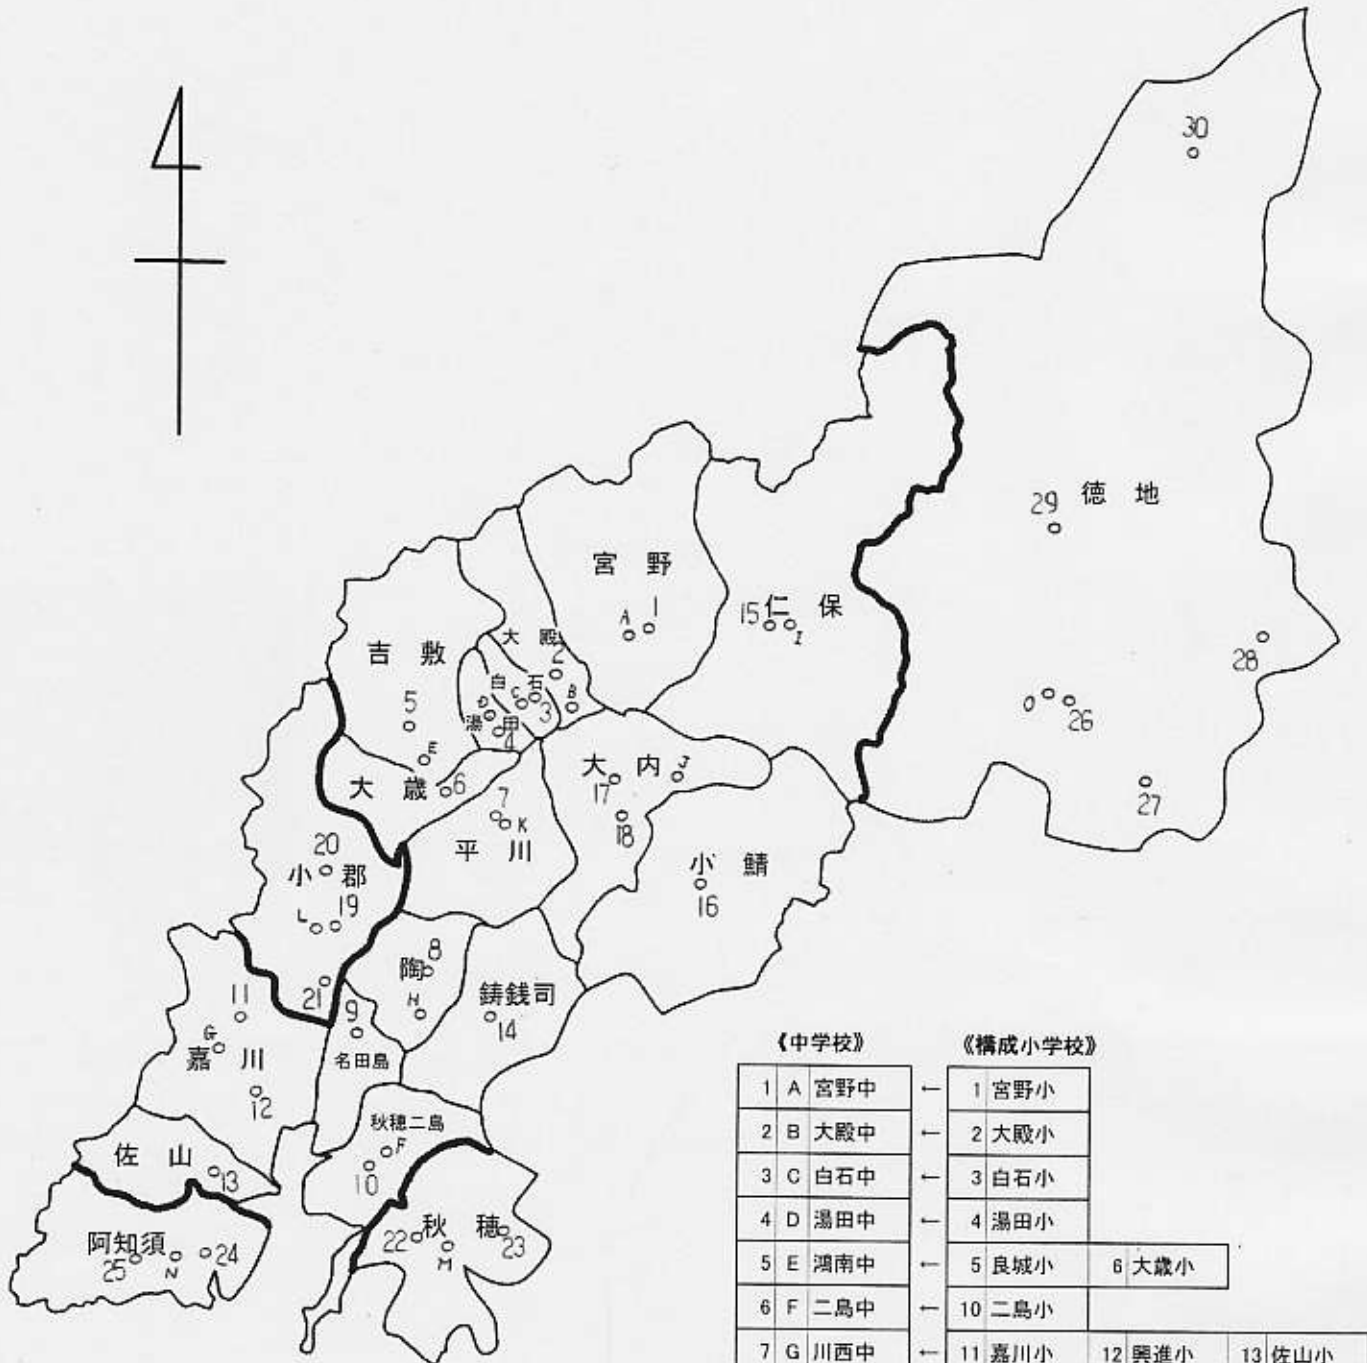 30
29
徳 地
宮 野
A
1
15
仁 保
I
大 殿
2
吉 敷
28
白 石
B
5
D
C
3
O
26
湯 田
4
E
大 内
J
17
大 歳
6
27
7
K
18
平 川
20
小 郡
小 鯖
16
L
19
8
陶
H
21
鋳銭司
14
11
9
G
嘉 川
名田島
12
秋穂二島
F
佐 山
13
10
22
秋 穂
23
M
阿知須
25
N
24
《中学校》 《構成小学校》
1 A 宮野中 ← 1 宮野小
2 B 大殿中 ← 2 大殿小
3 C 白石中 ← 3 白石小
4 D 湯田中 ← 4 湯田小
5 E 鴻南中 ← 5 良城小 6 大歳小
6 F 二島中 ← 10 二島小
7 G 川西中 ← 11 嘉川小 12 興進小 13 佐山小